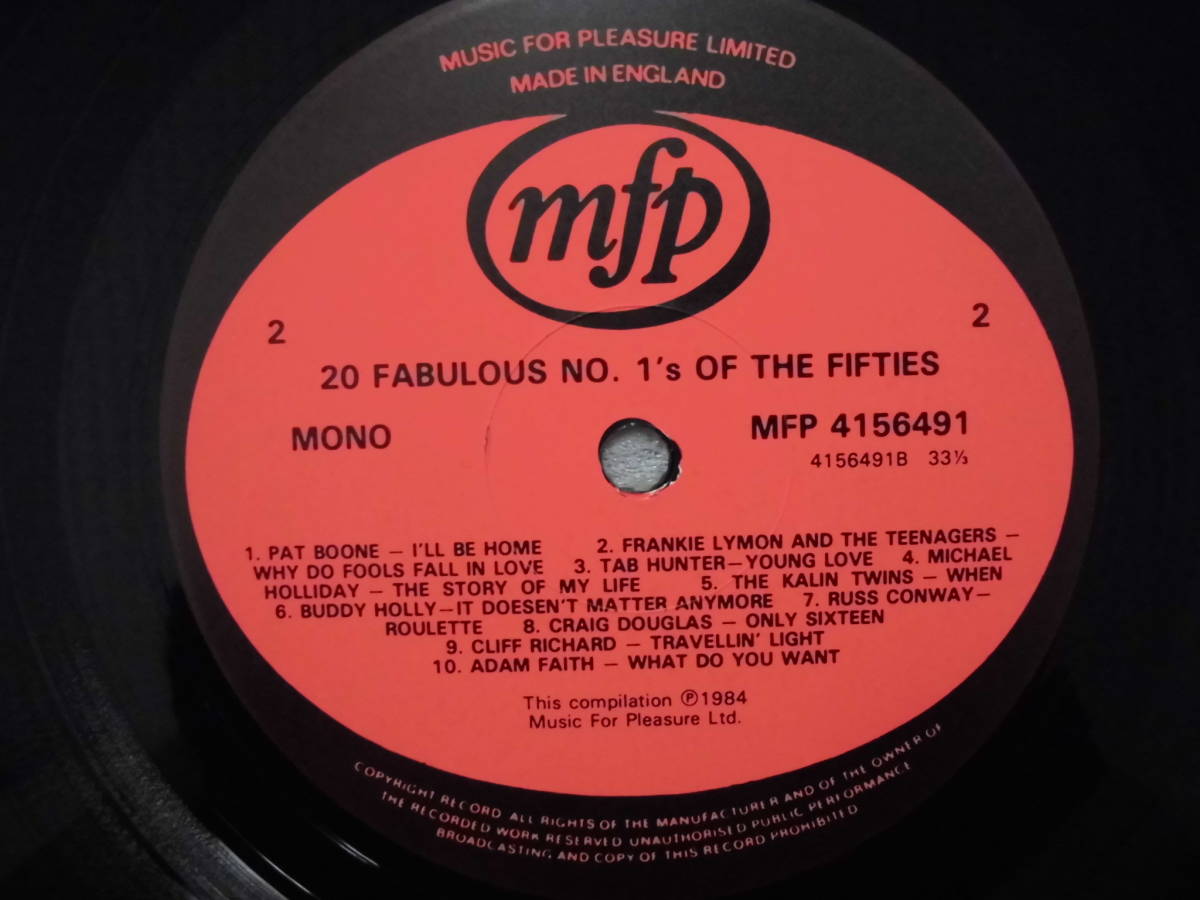 MUSIC FOR PLEASURE LIMITED
MADE IN ENGLAND
mfp
2 2
20 FABULOUS NO. 1's OF THE FIFTIES
MONO MFP 4156491
4156491B 33⅓
1. PAT BOONE – I'LL BE HOME 2. FRANKIE LYMON AND THE TEENAGERS –
WHY DO FOOLS FALL IN LOVE 3. TAB HUNTER–YOUNG LOVE 4. MICHAEL
HOLLIDAY – THE STORY OF MY LIFE 5. THE KALIN TWINS – WHEN
6. BUDDY HOLLY–IT DOESEN'T MATTER ANYMORE 7. RUSS CONWAY–
ROULETTE 8. CRAIG DOUGLAS – ONLY SIXTEEN
9. CLIFF RICHARD – TRAVELLIN' LIGHT
10. ADAM FAITH – WHAT DO YOU WANT
This compilation ℗1984
Music For Pleasure Ltd.
COPYRIGHT RECORD ALL RIGHTS OF THE MANUFACTURER AND OF THE OWNER OF
THE RECORDED WORK RESERVED UNAUTHORISED PUBLIC PERFORMANCE
BROADCASTING AND COPY OF THIS RECORD PROHIBITED